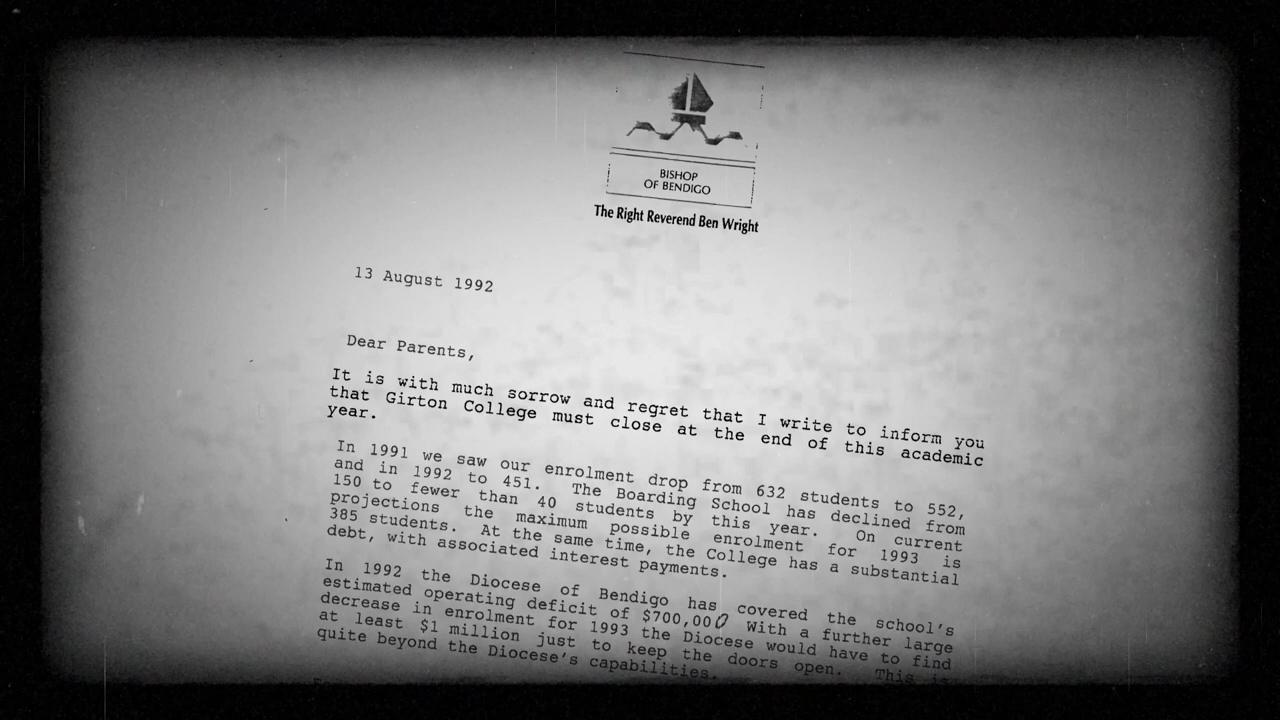 BISHOP
OF BENDIGO
The Right Reverend Ben Wright
13 August 1992
Dear Parents,
It is with much sorrow and regret that I write to inform you
that Girton College must close at the end of this academic
year.
In 1991 we saw our enrolment drop from 632 students to 552,
and in 1992 to 451. The Boarding School has declined from
150 to fewer than 40 students by this year. On current
projections the maximum possible enrolment for 1993 is
385 students. At the same time, the College has a substantial
debt, with associated interest payments.
In 1992 the Diocese of Bendigo has covered the school's
estimated operating deficit of $700,000 With a further large
decrease in enrolment for 1993 the Diocese would have to find
at least $1 million just to keep the doors open. This is
quite beyond the Diocese's capabilities.